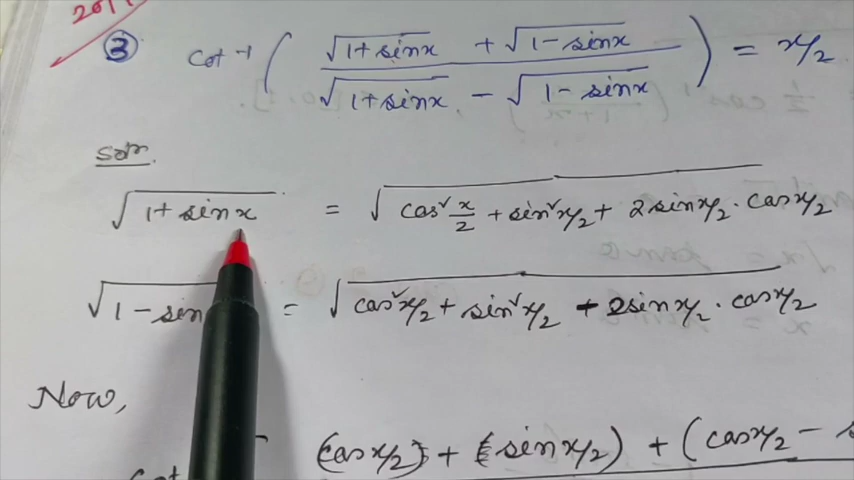 2017
③ cot⁻¹ ( (√(1+sinx) + √(1-sinx)) / (√(1+sinx) - √(1-sinx)) ) = x/2
Soln.
√(1+sinx) = √(cos² x/2 + sin² x/2 + 2sin x/2 · cos x/2)
√(1-sin = √(cos² x/2 + sin² x/2 - 2sin x/2 · cos x/2)
Now,
cot (cos x/2) + (sin x/2) + (cos x/2 -